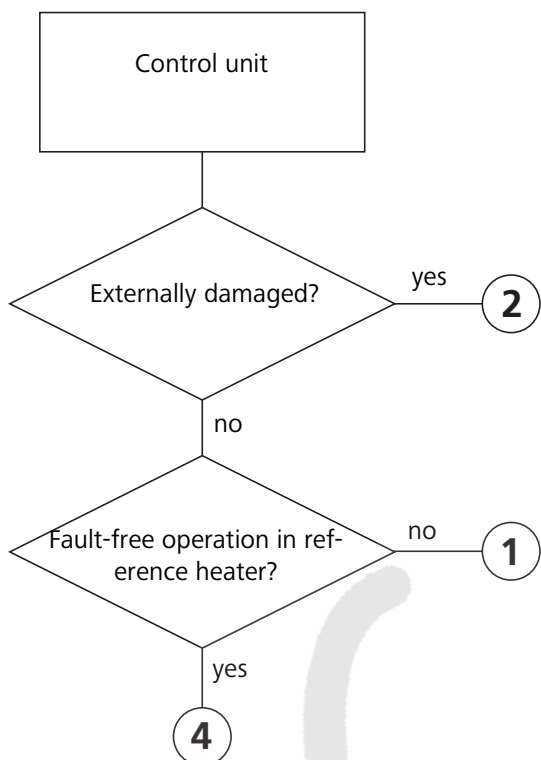 Control unit
Externally damaged?
yes
2
no
Fault-free operation in ref-
erence heater?
no
1
yes
4